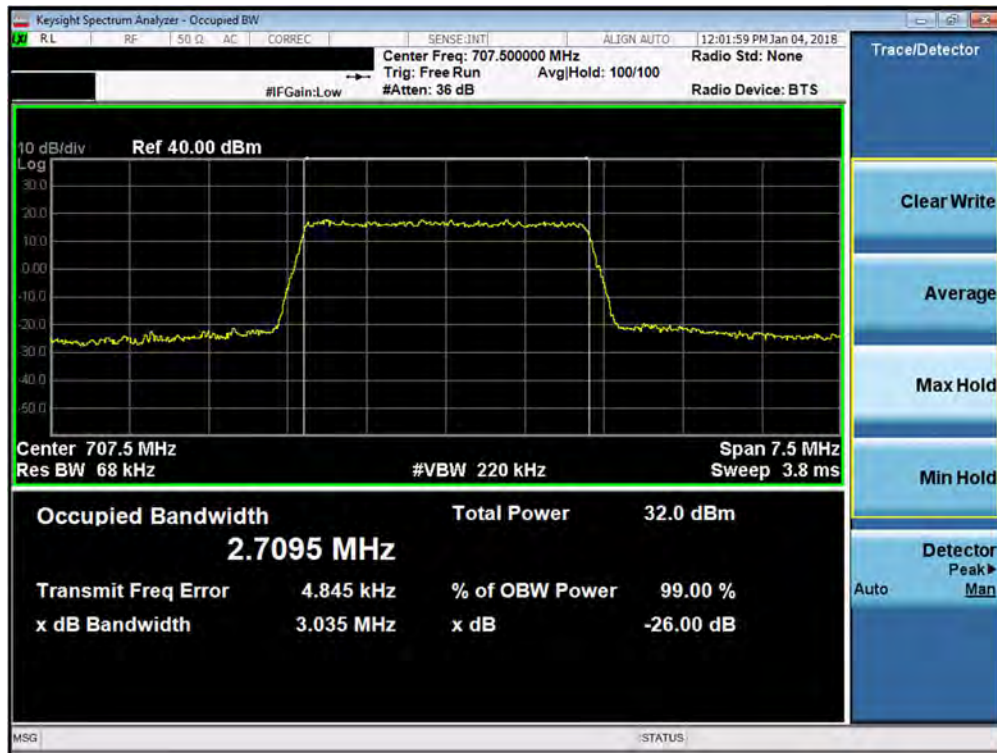 Keysight Spectrum Analyzer - Occupied BW
LXI RL RF 50 Ω AC CORREC SENSE:INT ALIGN AUTO 12:01:59 PM Jan 04, 2018
Center Freq: 707.500000 MHz Radio Std: None
Trig: Free Run Avg|Hold: 100/100
#IFGain:Low #Atten: 36 dB Radio Device: BTS
10 dB/div Ref 40.00 dBm
Log
30.0
20.0
10.0
0.00
-10.0
-20.0
-30.0
-40.0
-50.0
Center 707.5 MHz Span 7.5 MHz
Res BW 68 kHz #VBW 220 kHz Sweep 3.8 ms
Occupied Bandwidth Total Power 32.0 dBm
2.7095 MHz
Transmit Freq Error 4.845 kHz % of OBW Power 99.00 %
x dB Bandwidth 3.035 MHz x dB -26.00 dB
MSG STATUS
Trace/Detector
Clear Write
Average
Max Hold
Min Hold
Detector
Peak▶
Auto Man